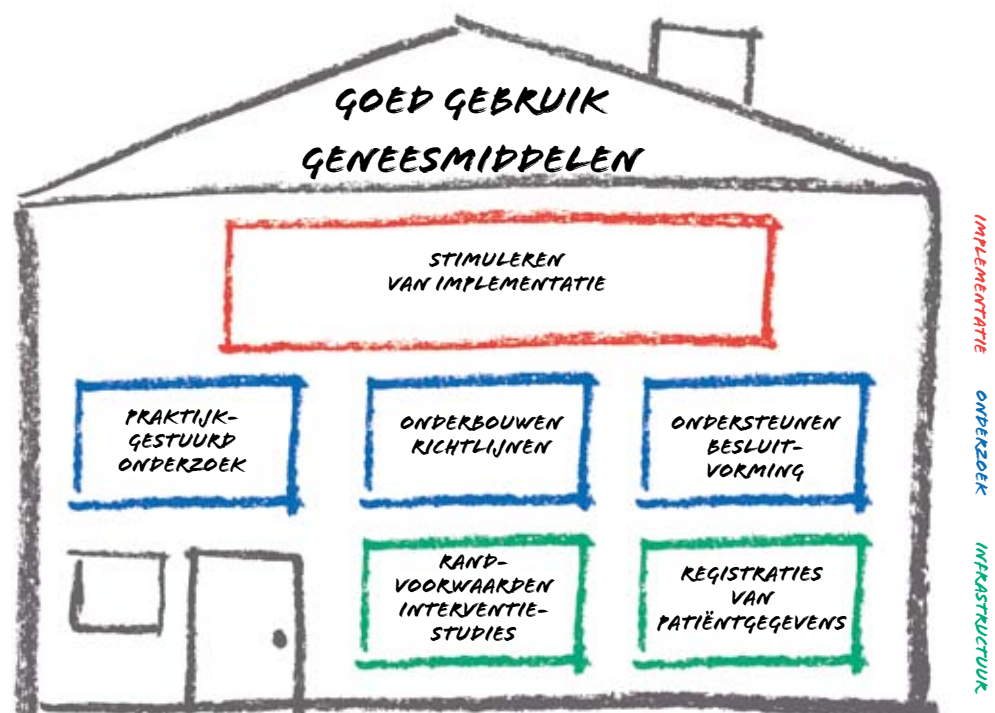 GOED GEBRUIK
GENEESMIDDELEN
STIMULEREN
VAN IMPLEMENTATIE
PRAKTIJK-
GESTUURD
ONDERZOEK
ONDERBOUWEN
RICHTLIJNEN
ONDERSTEUNEN
BESLUIT-
VORMING
RAND-
VOORWAARDEN
INTERVENTIE-
STUDIES
REGISTRATIES
VAN
PATIËNTGEGEVENS
IMPLEMENTATIE
ONDERZOEK
INFRASTRUCTUUR